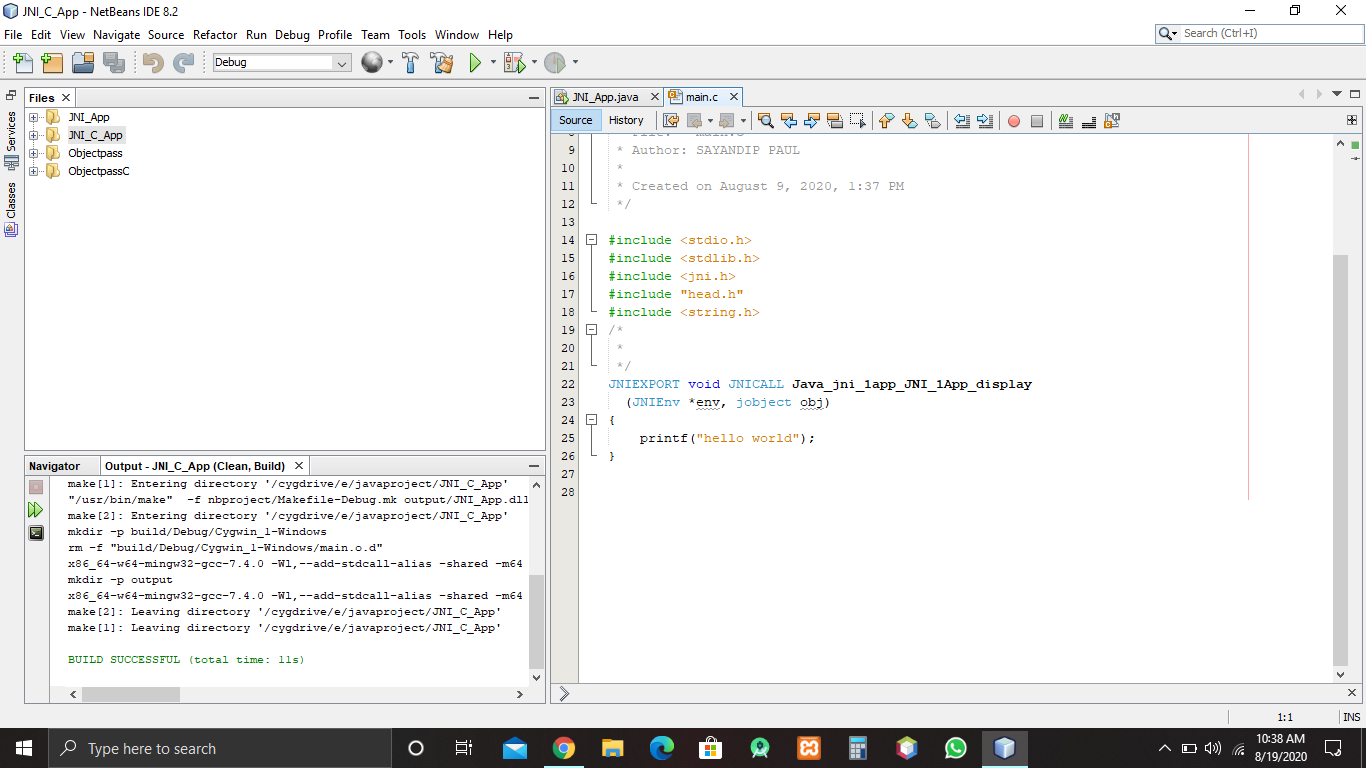 JNI_C_App - NetBeans IDE 8.2
File Edit View Navigate Source Refactor Run Debug Profile Team Tools Window Help
Search (Ctrl+I)
Debug
Services
Classes
Files
JNI_App
JNI_C_App
Objectpass
ObjectpassC
Navigator
Output - JNI_C_App (Clean, Build)
make[1]: Entering directory '/cygdrive/e/javaproject/JNI_C_App'
"/usr/bin/make" -f nbproject/Makefile-Debug.mk output/JNI_App.dll
make[2]: Entering directory '/cygdrive/e/javaproject/JNI_C_App'
mkdir -p build/Debug/Cygwin_1-Windows
rm -f "build/Debug/Cygwin_1-Windows/main.o.d"
x86_64-w64-mingw32-gcc-7.4.0 -Wl,--add-stdcall-alias -shared -m64
mkdir -p output
x86_64-w64-mingw32-gcc-7.4.0 -Wl,--add-stdcall-alias -shared -m64
make[2]: Leaving directory '/cygdrive/e/javaproject/JNI_C_App'
make[1]: Leaving directory '/cygdrive/e/javaproject/JNI_C_App'
BUILD SUCCESSFUL (total time: 11s)
JNI_App.java main.c
Source History
9 * Author: SAYANDIP PAUL
10 *
11 * Created on August 9, 2020, 1:37 PM
12 */
13
14 #include <stdio.h>
15 #include <stdlib.h>
16 #include <jni.h>
17 #include "head.h"
18 #include <string.h>
19 /*
20 *
21 */
22 JNIEXPORT void JNICALL Java_jni_1app_JNI_1App_display
23 (JNIEnv *env, jobject obj)
24 {
25 printf("hello world");
26 }
27
28
1:1 INS
Type here to search
10:38 AM
8/19/2020